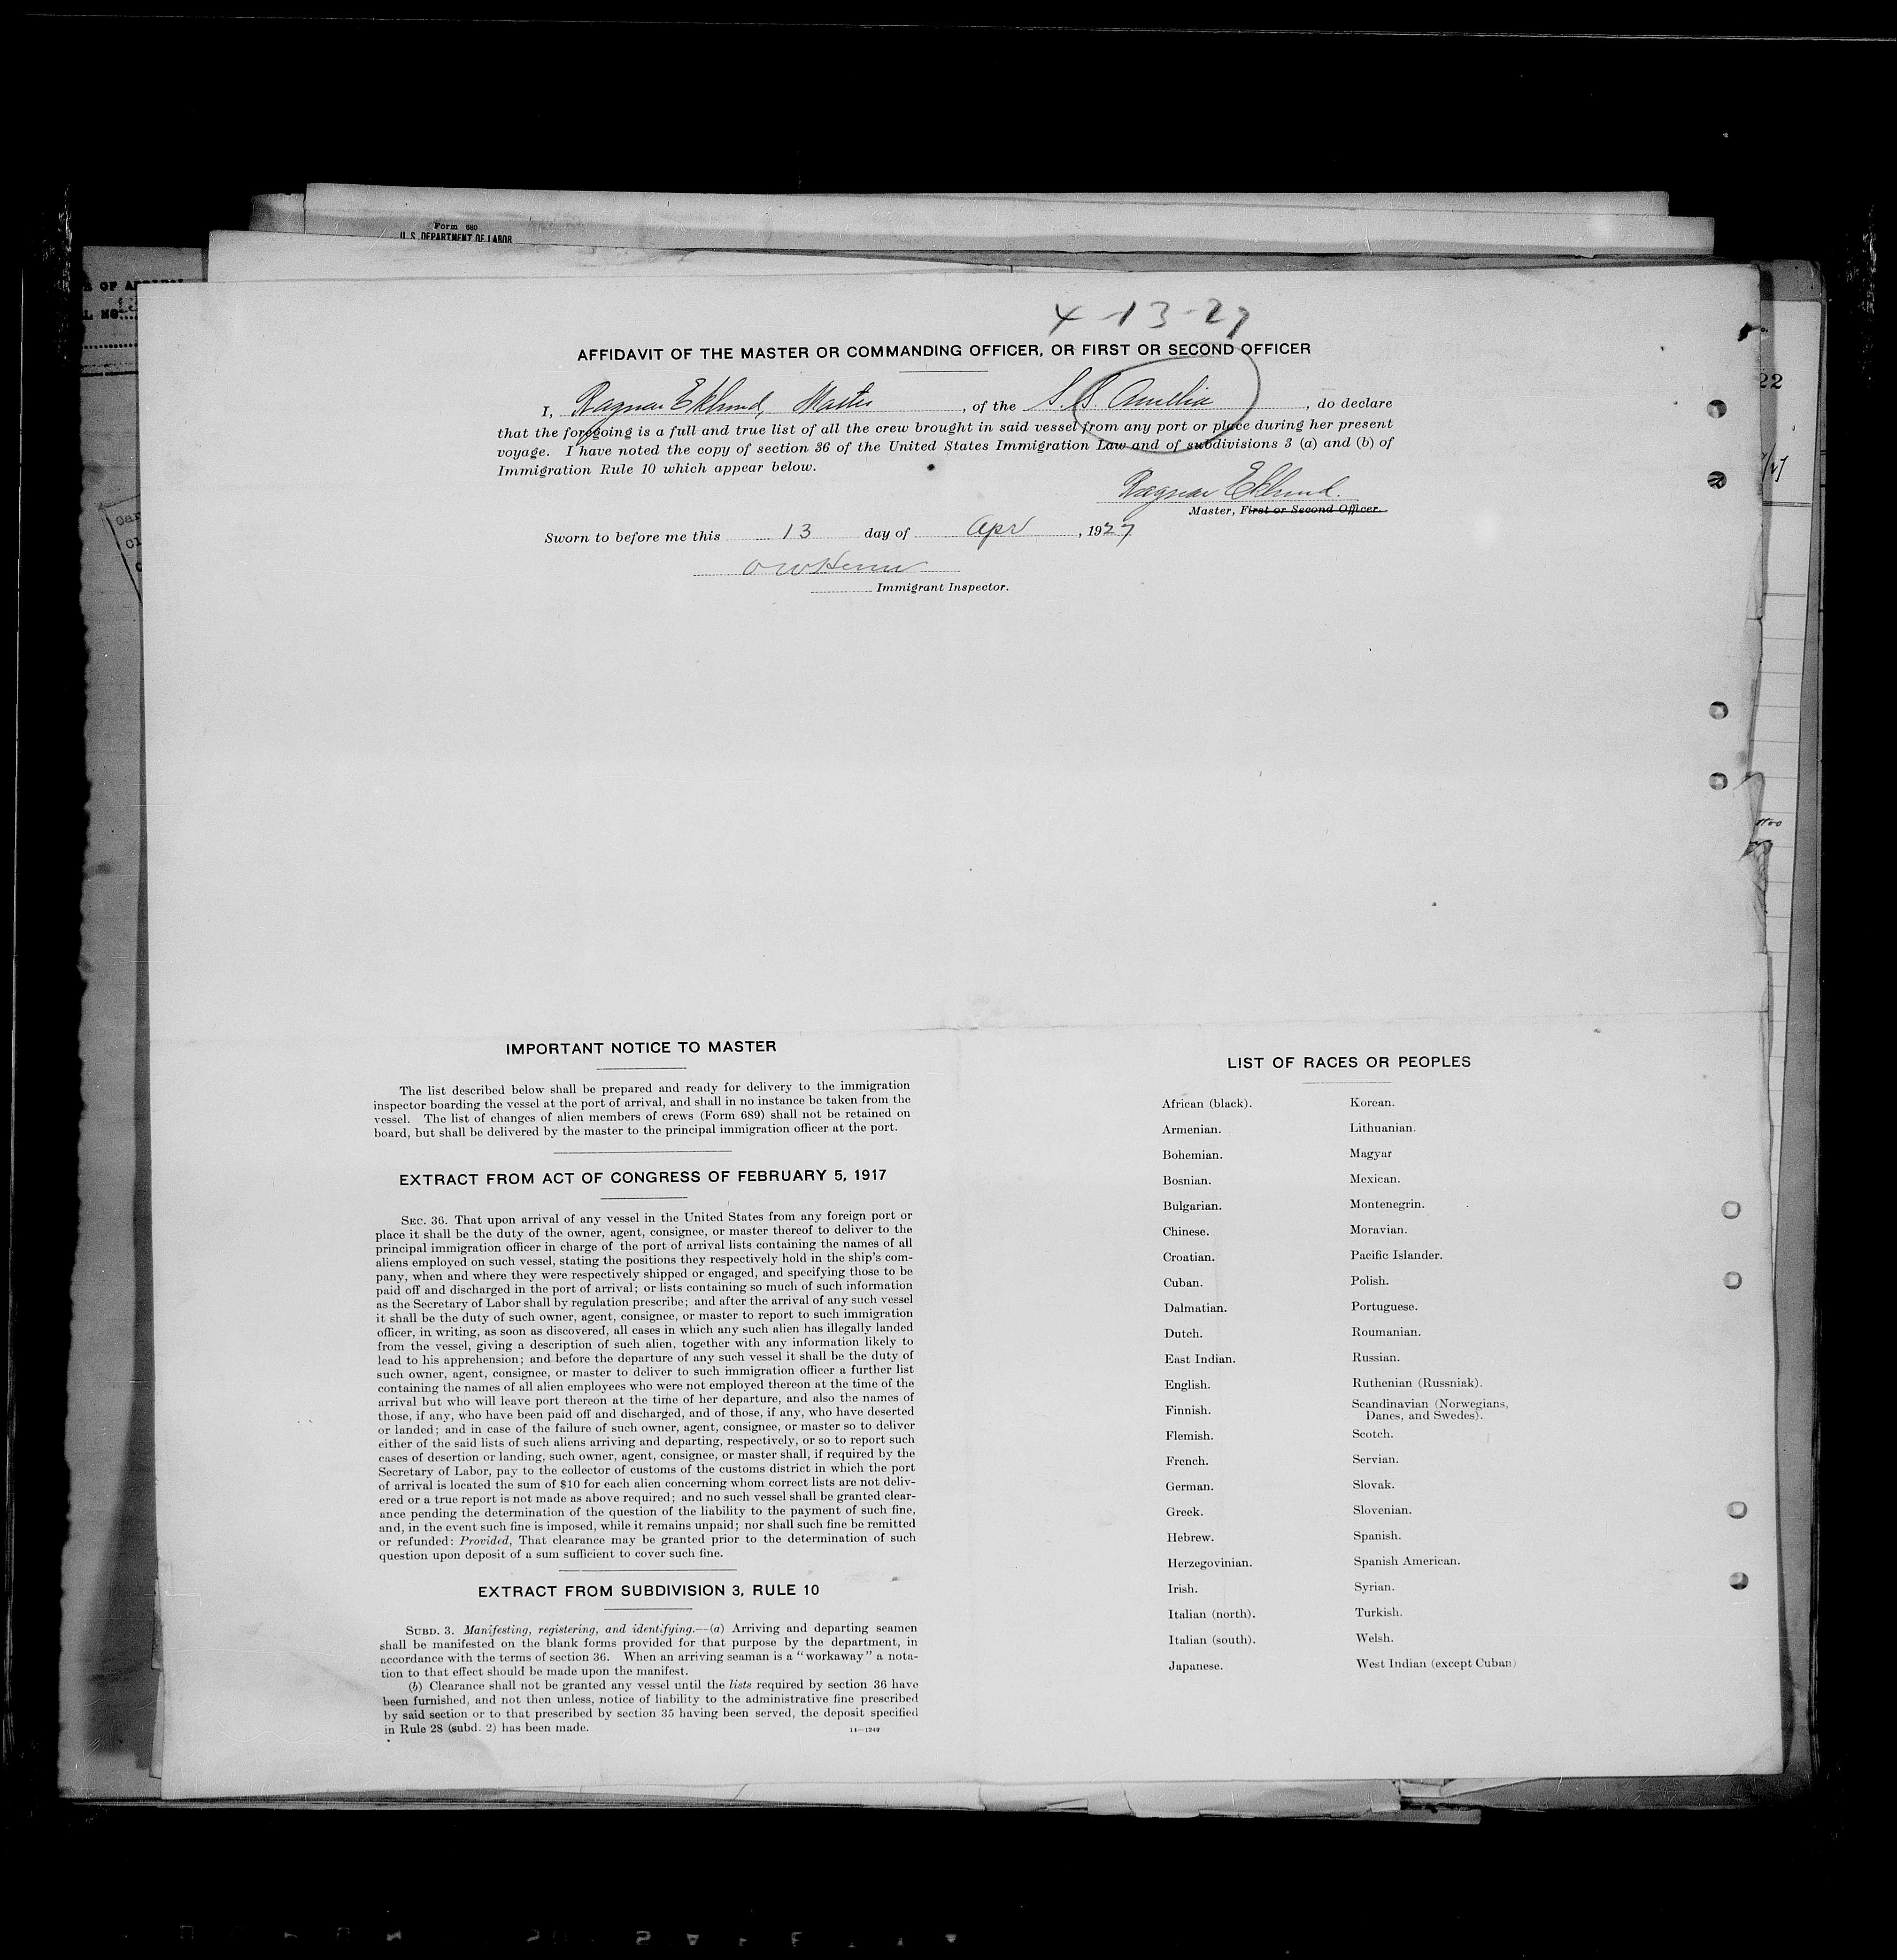 Form 680
U. S. DEPARTMENT OF LABOR
4-13-27
AFFIDAVIT OF THE MASTER OR COMMANDING OFFICER, OR FIRST OR SECOND OFFICER
I, Ragnar Eklund, Master, of the S.S. Amellia, do declare
that the foregoing is a full and true list of all the crew brought in said vessel from any port or place during her present
voyage. I have noted the copy of section 36 of the United States Immigration Law and of subdivisions 3 (a) and (b) of
Immigration Rule 10 which appear below.
Ragnar Eklund.
Master, First or Second Officer.
Sworn to before me this 13 day of Apr, 1927
Immigrant Inspector.
IMPORTANT NOTICE TO MASTER
The list described below shall be prepared and ready for delivery to the immigration
inspector boarding the vessel at the port of arrival, and shall in no instance be taken from the
vessel. The list of changes of alien members of crews (Form 689) shall not be retained on
board, but shall be delivered by the master to the principal immigration officer at the port.
EXTRACT FROM ACT OF CONGRESS OF FEBRUARY 5, 1917
SEC. 36. That upon arrival of any vessel in the United States from any foreign port or
place it shall be the duty of the owner, agent, consignee, or master thereof to deliver to the
principal immigration officer in charge of the port of arrival lists containing the names of all
aliens employed on such vessel, stating the positions they respectively hold in the ship's com-
pany, when and where they were respectively shipped or engaged, and specifying those to be
paid off and discharged in the port of arrival; or lists containing so much of such information
as the Secretary of Labor shall by regulation prescribe; and after the arrival of any such vessel
it shall be the duty of such owner, agent, consignee, or master to report to such immigration
officer, in writing, as soon as discovered, all cases in which any such alien has illegally landed
from the vessel, giving a description of such alien, together with any information likely to
lead to his apprehension; and before the departure of any such vessel it shall be the duty of
such owner, agent, consignee, or master to deliver to such immigration officer a further list
containing the names of all alien employees who were not employed thereon at the time of the
arrival but who will leave port thereon at the time of her departure, and also the names of
those, if any, who have been paid off and discharged, and of those, if any, who have deserted
or landed; and in case of the failure of such owner, agent, consignee, or master so to deliver
either of the said lists of such aliens arriving and departing, respectively, or so to report such
cases of desertion or landing, such owner, agent, consignee, or master shall, if required by the
Secretary of Labor, pay to the collector of customs of the customs district in which the port
of arrival is located the sum of $10 for each alien concerning whom correct lists are not deliv-
ered or a true report is not made as above required; and no such vessel shall be granted clear-
ance pending the determination of the question of the liability to the payment of such fine,
and, in the event such fine is imposed, while it remains unpaid; nor shall such fine be remitted
or refunded: Provided, That clearance may be granted prior to the determination of such
question upon deposit of a sum sufficient to cover such fine.
EXTRACT FROM SUBDIVISION 3, RULE 10
SUBD. 3. Manifesting, registering, and identifying.—(a) Arriving and departing seamen
shall be manifested on the blank forms provided for that purpose by the department, in
accordance with the terms of section 36. When an arriving seaman is a "workaway" a nota-
tion to that effect should be made upon the manifest.
(b) Clearance shall not be granted any vessel until the lists required by section 36 have
been furnished, and not then unless, notice of liability to the administrative fine prescribed
by said section or to that prescribed by section 35 having been served, the deposit specified
in Rule 28 (subd. 2) has been made.
14—1249
LIST OF RACES OR PEOPLES
African (black). Korean.
Armenian. Lithuanian.
Bohemian. Magyar
Bosnian. Mexican.
Bulgarian. Montenegrin.
Chinese. Moravian.
Croatian. Pacific Islander.
Cuban. Polish.
Dalmatian. Portuguese.
Dutch. Roumanian.
East Indian. Russian.
English. Ruthenian (Russniak).
Finnish. Scandinavian (Norwegians,
Danes, and Swedes).
Flemish. Scotch.
French. Servian.
German. Slovak.
Greek. Slovenian.
Hebrew. Spanish.
Herzegovinian. Spanish American.
Irish. Syrian.
Italian (north). Turkish.
Italian (south). Welsh.
Japanese. West Indian (except Cuban)
22